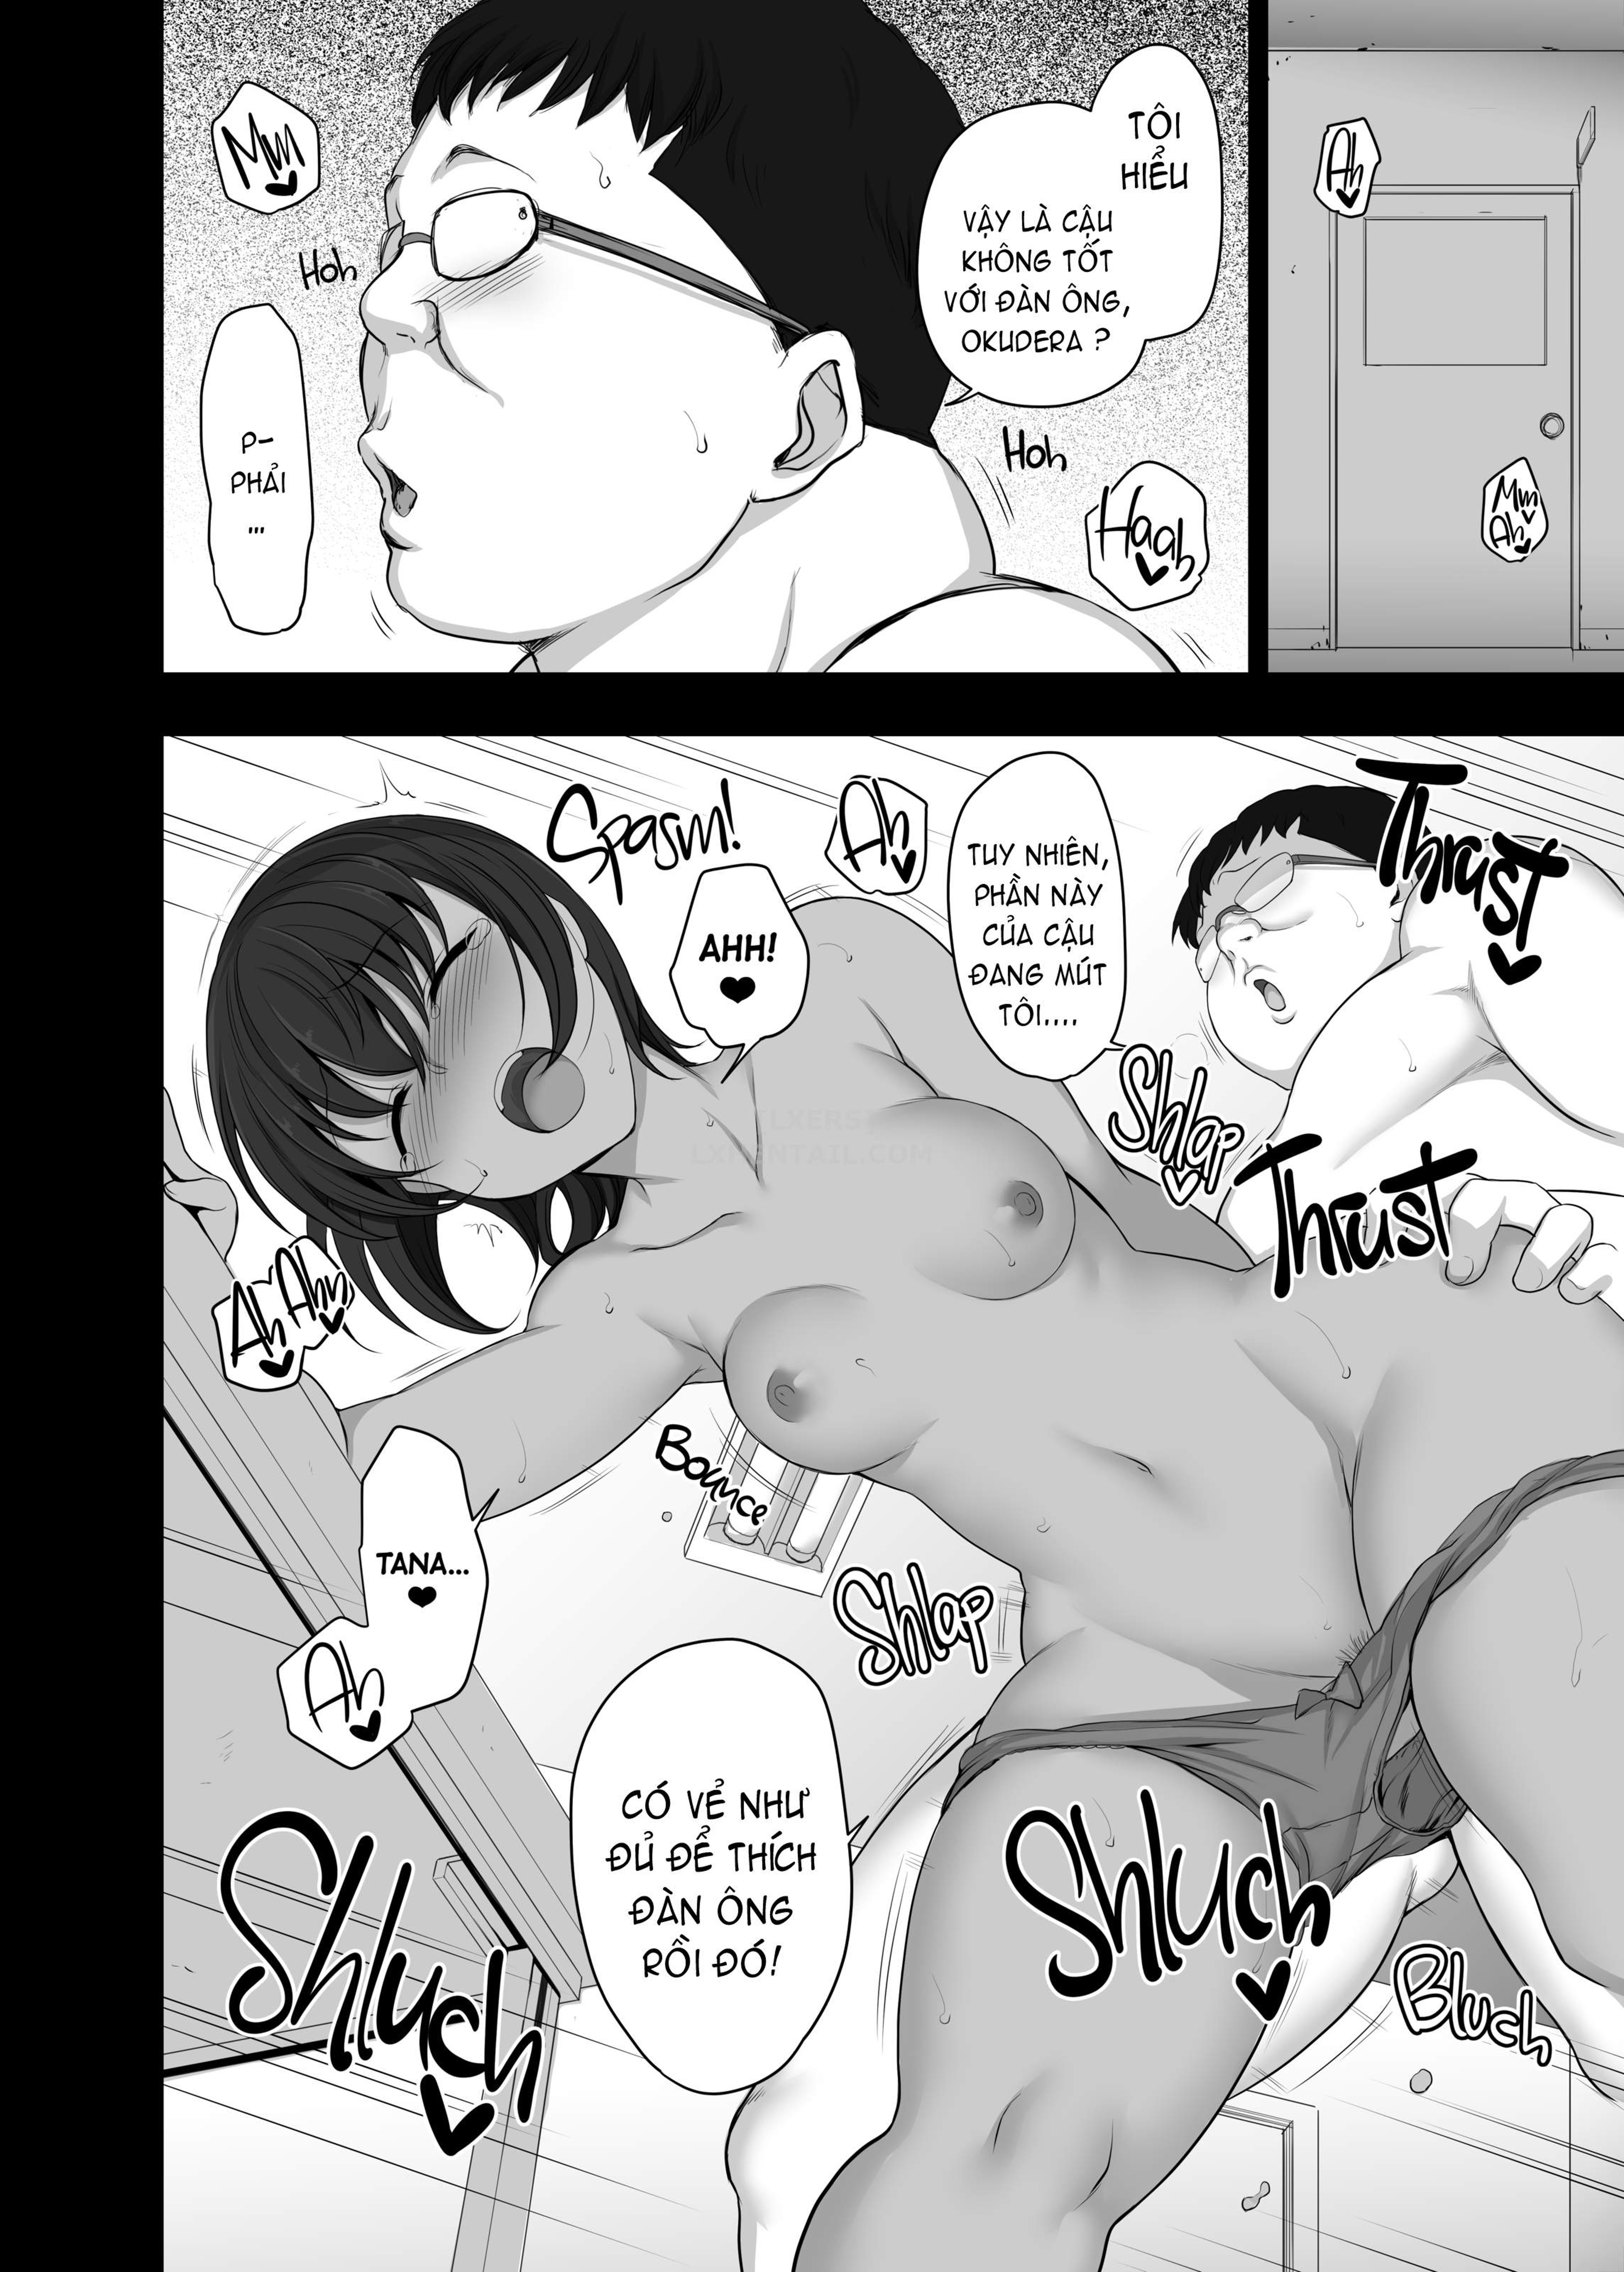 Ah
Mm
Ah
TÔI
HIỂU
VẬY LÀ CẬU
KHÔNG TỐT
VỚI ĐÀN ÔNG,
OKUDERA ?
Mm
Hoh
Hoh
Haah
P-
PHẢI
...
Thrust
TUY NHIÊN,
PHẦN NÀY
CỦA CẬU
ĐANG MÚT
TÔI....
Ah
Spasm!
AHH!
Shlap
Thrust
Ah Ahn
Bounce
TANA...
Ah
Shlap
CÓ VẺ NHƯ
ĐỦ ĐỂ THÍCH
ĐÀN ÔNG
RỒI ĐÓ!
Shluch
Shluch
Bluch